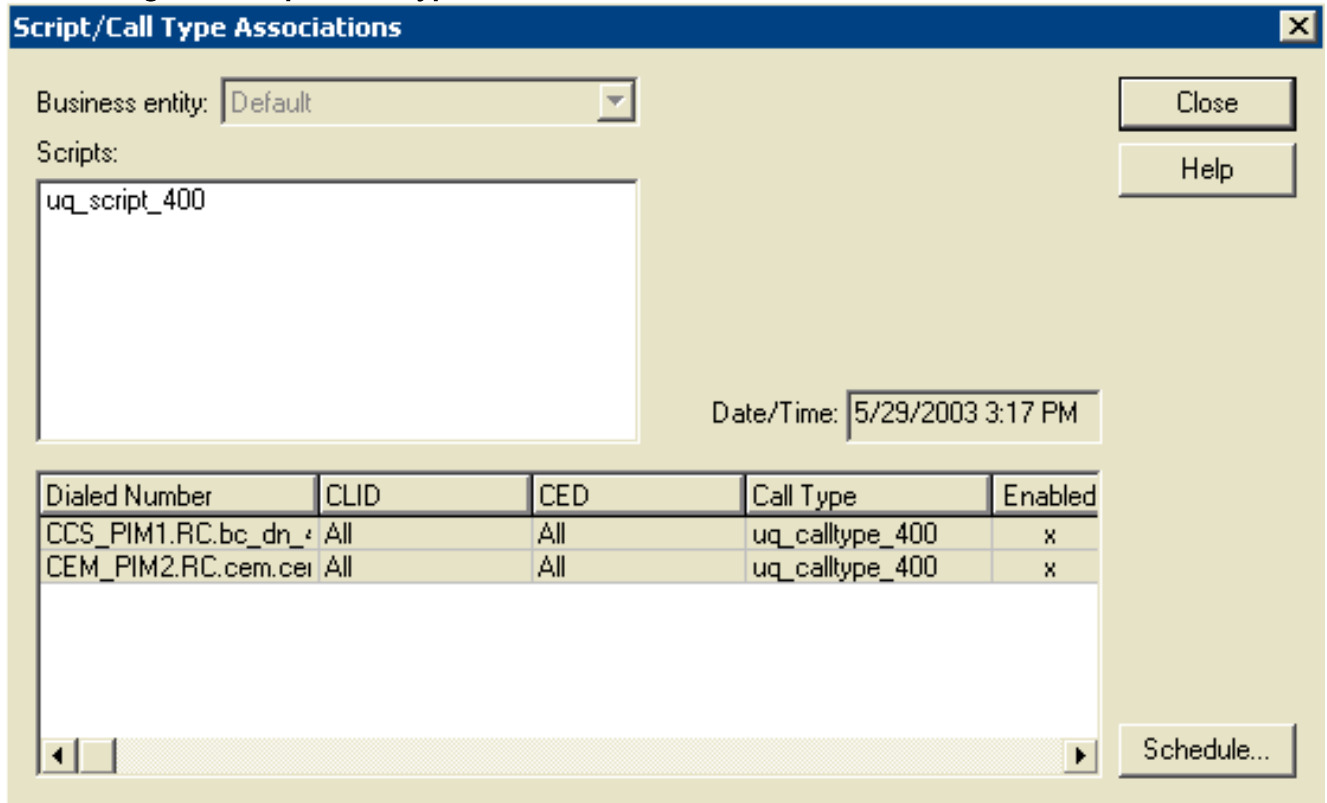 Script/Call Type Associations
Business entity: Default
Close
Scripts:
Help
uq_script_400
Date/Time: 5/29/2003 3:17 PM
Dialed Number CLID CED Call Type Enabled
CCS_PIM1.RC.bc_dn_ All All uq_calltype_400 x
CEM_PIM2.RC.cem.cei All All uq_calltype_400 x
Schedule...